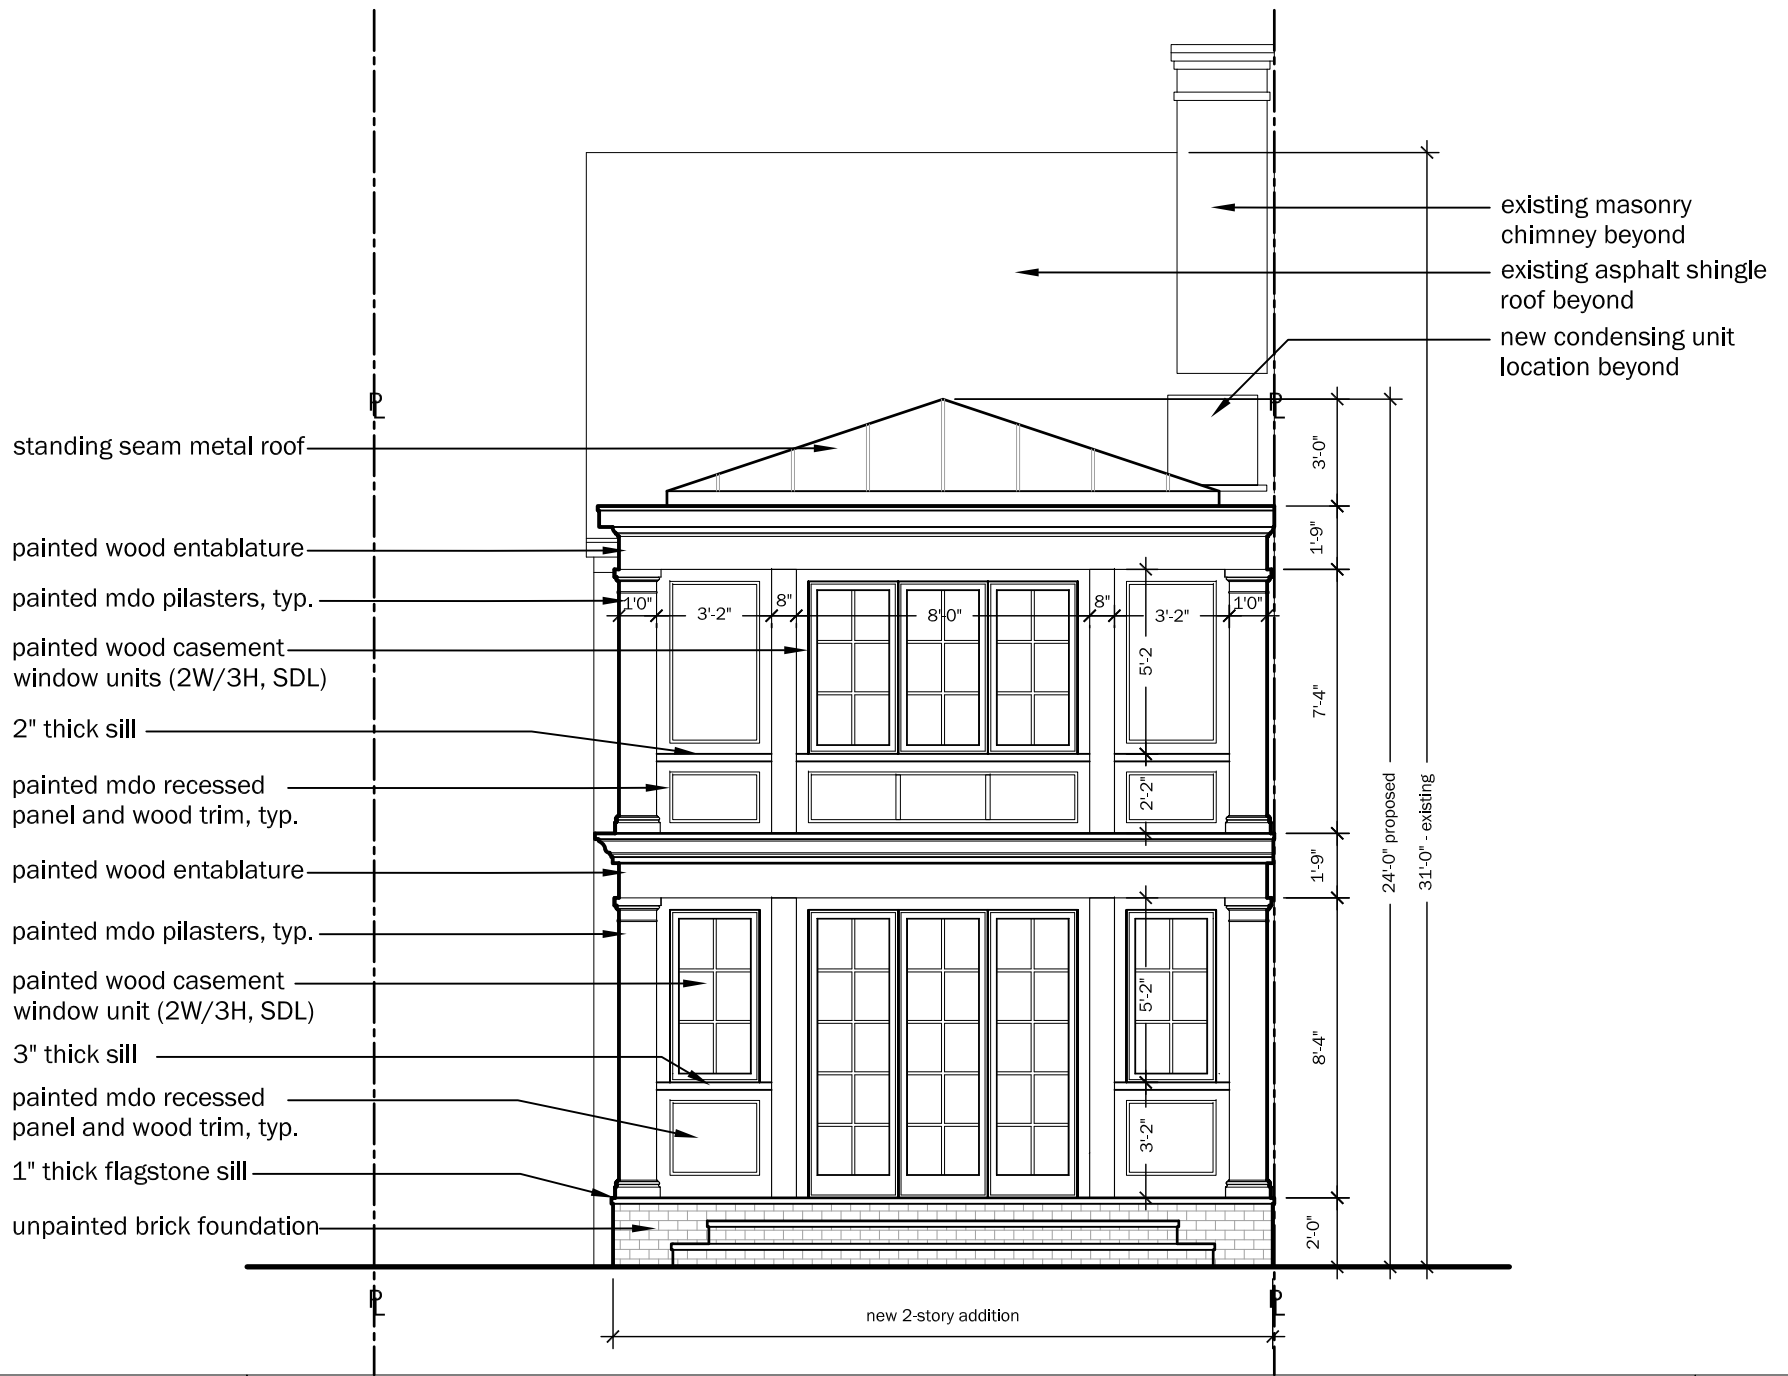 existing masonry
chimney beyond
existing asphalt shingle
roof beyond
new condensing unit
location beyond
PL
PL
standing seam metal roof
3'-0"
painted wood entablature
1'-9"
painted mdo pilasters, typ.
1'0"
3'-2"
8"
8'-0"
8"
3'-2"
1'0"
painted wood casement
window units (2W/3H, SDL)
5'-2
7'-4"
2" thick sill
painted mdo recessed
panel and wood trim, typ.
2'-2"
24'-0" proposed
31'-0" - existing
painted wood entablature
1'-9"
painted mdo pilasters, typ.
painted wood casement
window unit (2W/3H, SDL)
5'-2"
8'-4"
3" thick sill
painted mdo recessed
panel and wood trim, typ.
3'-2"
1" thick flagstone sill
unpainted brick foundation
2'-0"
PL
PL
new 2-story addition